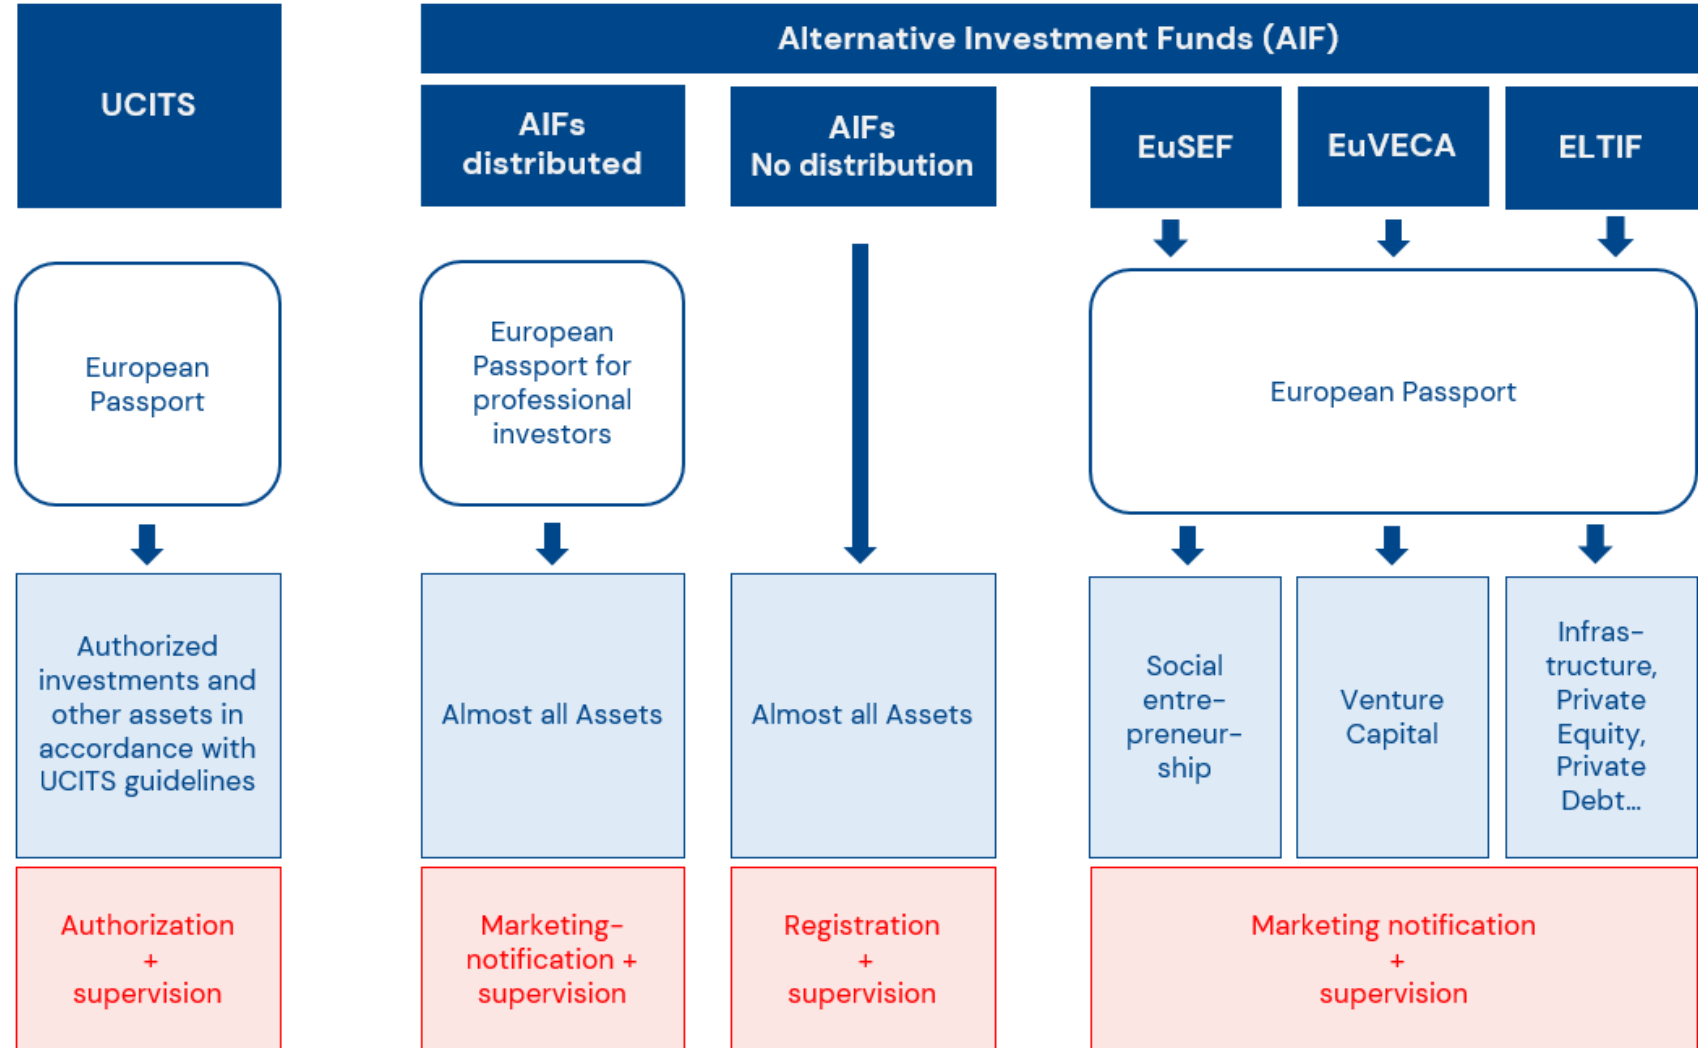 UCITS
Alternative Investment Funds (AIF)
AIFs
distributed
AIFs
No distribution
EuSEF
EuVECA
ELTIF
European
Passport
European
Passport for
professional
investors
European Passport
Authorized
investments and
other assets in
accordance with
UCITS guidelines
Almost all Assets
Almost all Assets
Social
entre-
preneur-
ship
Venture
Capital
Infras-
tructure,
Private
Equity,
Private
Debt...
Authorization
+
supervision
Marketing-
notification +
supervision
Registration
+
supervision
Marketing notification
+
supervision